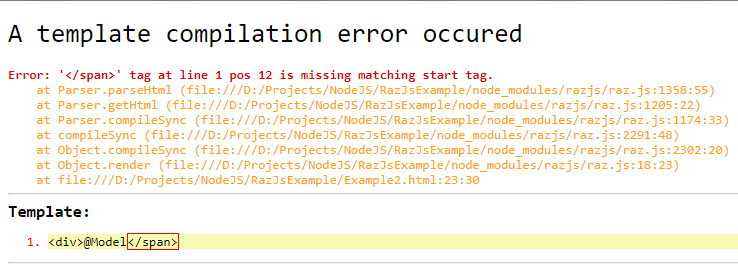 A template compilation error occured
Error: '</span>' tag at line 1 pos 12 is missing matching start tag.
at Parser.parseHtml (file:///D:/Projects/NodeJS/RazJsExample/node_modules/razjs/raz.js:1358:55)
at Parser.getHtml (file:///D:/Projects/NodeJS/RazJsExample/node_modules/razjs/raz.js:1205:22)
at Parser.compileSync (file:///D:/Projects/NodeJS/RazJsExample/node_modules/razjs/raz.js:1174:33)
at compileSync (file:///D:/Projects/NodeJS/RazJsExample/node_modules/razjs/raz.js:2291:48)
at Object.compileSync (file:///D:/Projects/NodeJS/RazJsExample/node_modules/razjs/raz.js:2302:20)
at Object.render (file:///D:/Projects/NodeJS/RazJsExample/node_modules/razjs/raz.js:18:23)
at file:///D:/Projects/NodeJS/RazJsExample/Example2.html:23:30
Template:
1. <div>@Model</span>